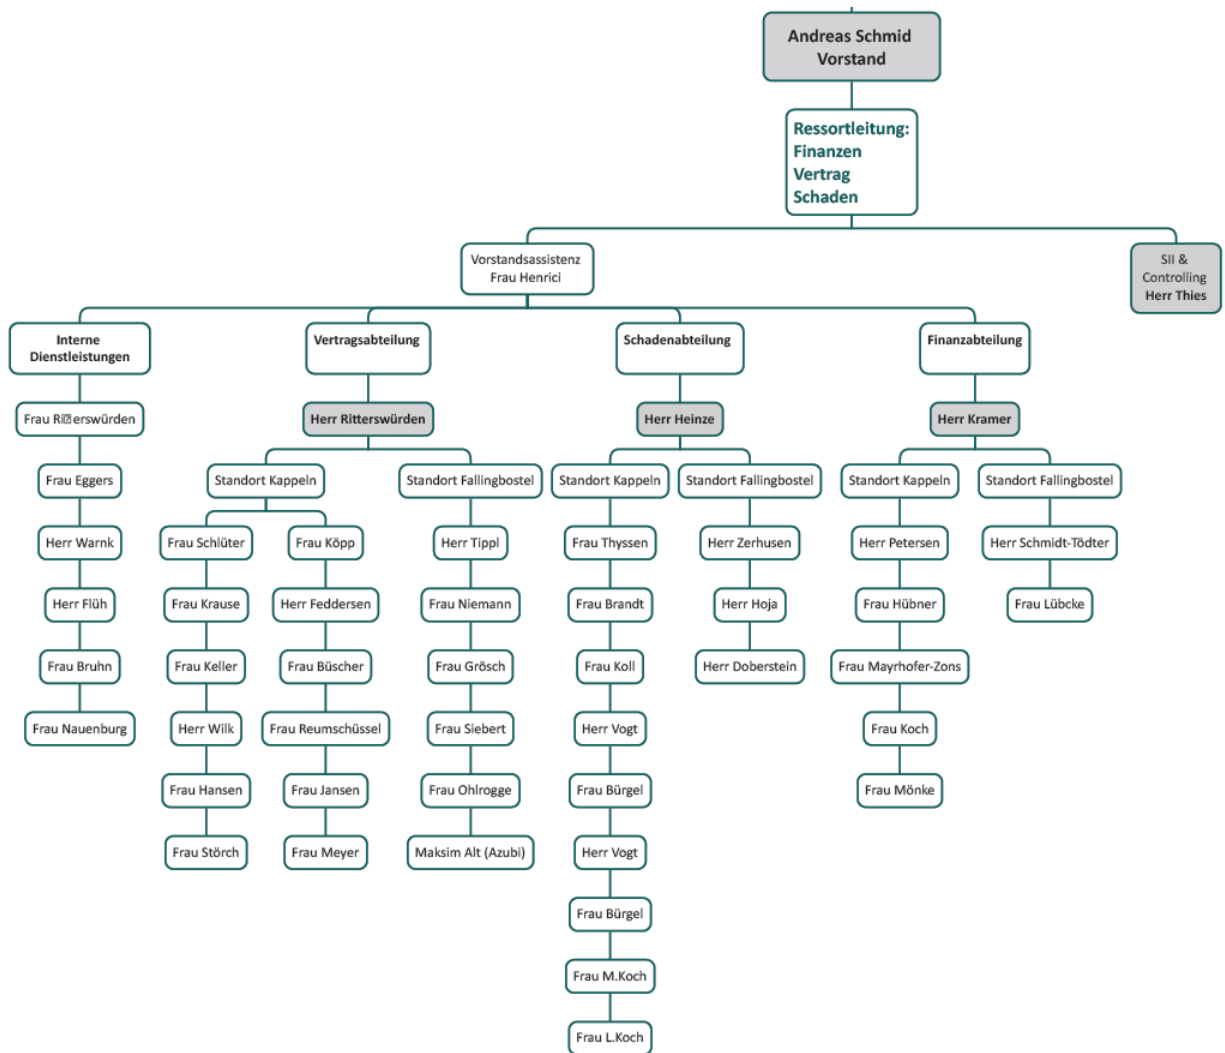 Andreas Schmid
Vorstand
Ressortleitung:
Finanzen
Vertrag
Schaden
Vorstandsassistenz
Frau Henrici
SII &
Controlling
Herr Thies
Interne
Dienstleistungen
Vertragsabteilung
Schadenabteilung
Finanzabteilung
Frau R erswürden
Herr Ritterswürden
Herr Heinze
Herr Kramer
Frau Eggers
Standort Kappeln
Standort Fallingbostel
Standort Kappeln
Standort Fallingbostel
Standort Kappeln
Standort Fallingbostel
Herr Warnk
Frau Schlüter
Frau Köpp
Herr Tippl
Frau Thyssen
Herr Zerhusen
Herr Petersen
Herr Schmidt-Tödter
Herr Flüh
Frau Krause
Herr Feddersen
Frau Niemann
Frau Brandt
Herr Hoja
Frau Hübner
Frau Lübcke
Frau Bruhn
Frau Keller
Frau Büscher
Frau Grösch
Frau Koll
Herr Doberstein
Frau Mayrhofer-Zons
Frau Nauenburg
Herr Wilk
Frau Reumschüssel
Frau Siebert
Herr Vogt
Frau Koch
Frau Hansen
Frau Jansen
Frau Ohlrogge
Frau Bürgel
Frau Mönke
Frau Störch
Frau Meyer
Maksim Alt (Azubi)
Herr Vogt
Frau Bürgel
Frau M.Koch
Frau L.Koch